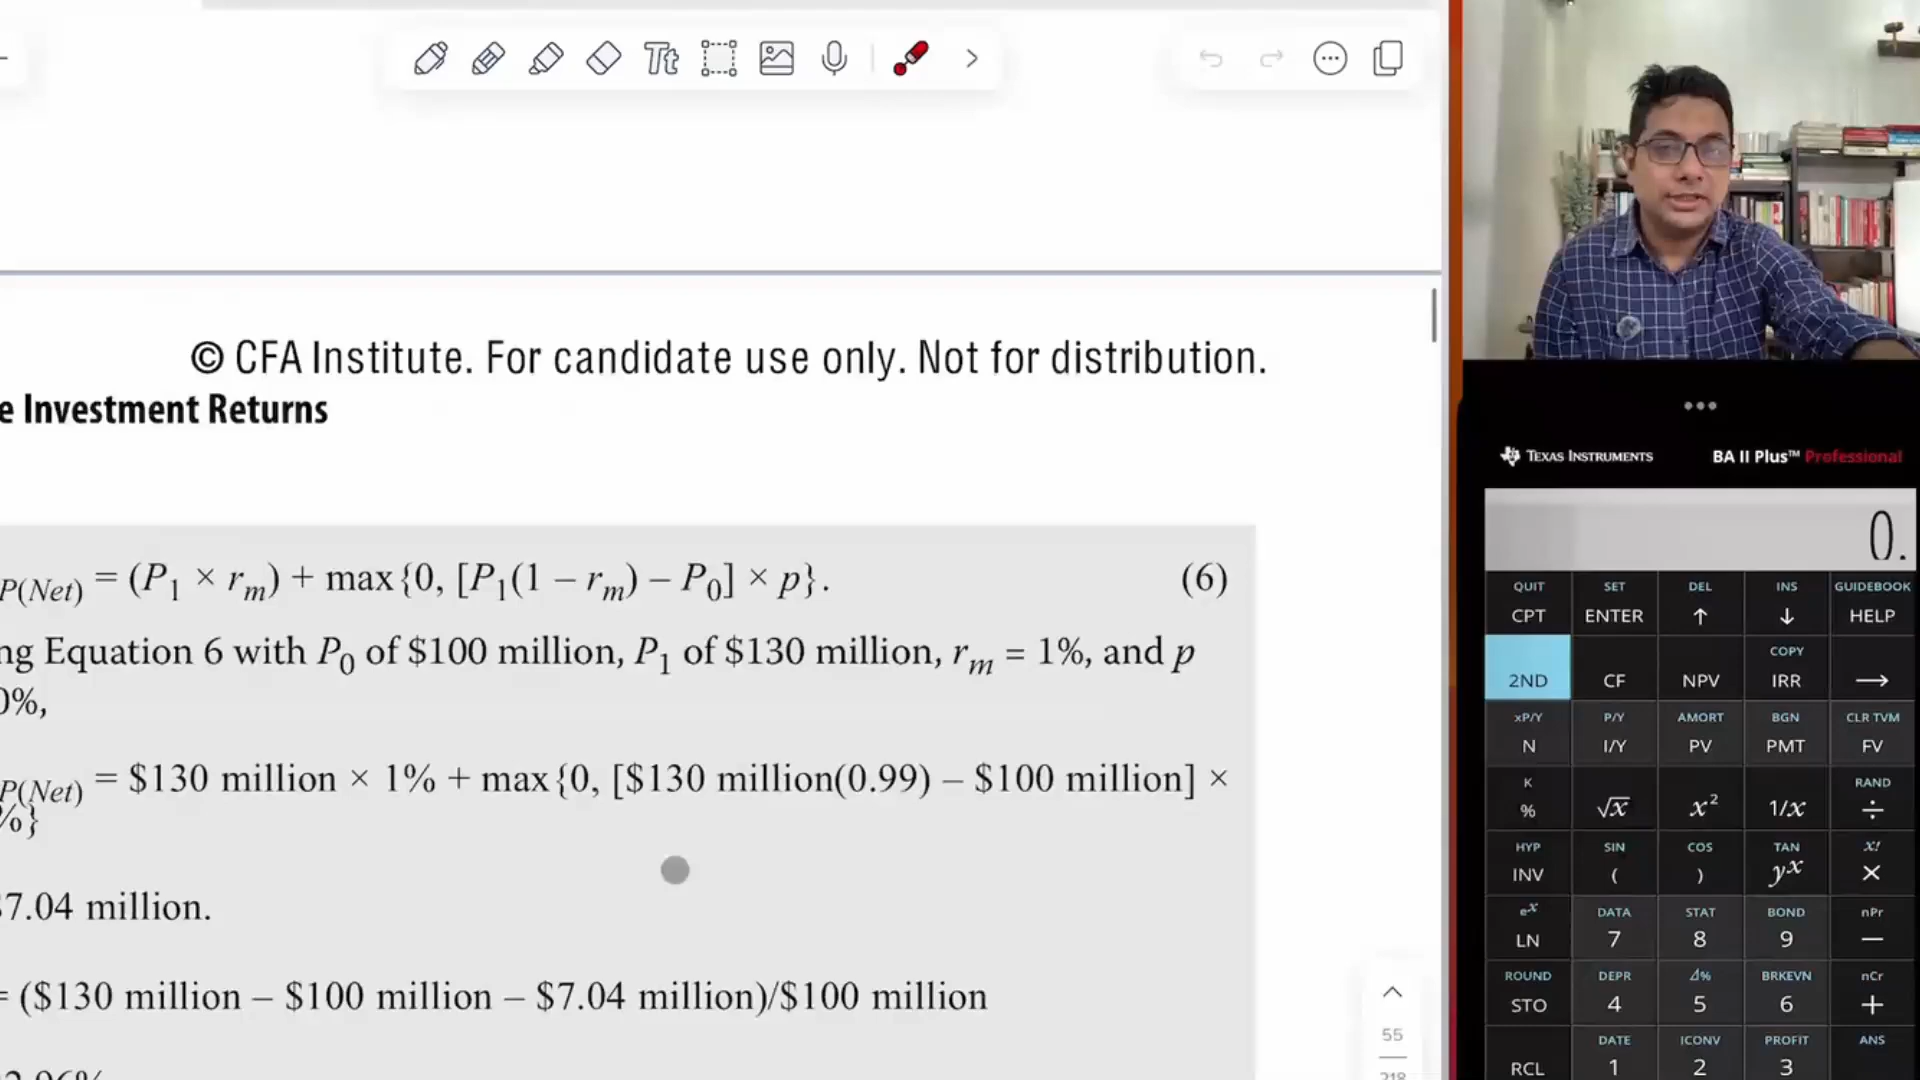 Tt
© CFA Institute. For candidate use only. Not for distribution.
e Investment Returns
P(Net) = (P₁ × rₘ) + max{0, [P₁(1 − rₘ) − P₀] × p}. (6)
ng Equation 6 with P₀ of $100 million, P₁ of $130 million, rₘ = 1%, and p
0%,
P(Net) = $130 million × 1% + max{0, [$130 million(0.99) − $100 million] ×
%}
$7.04 million.
= ($130 million − $100 million − $7.04 million)/$100 million
55
218
TEXAS INSTRUMENTS BA II Plus™ Professional
0.
QUIT SET DEL INS GUIDEBOOK
CPT ENTER ↑ ↓ HELP
COPY
2ND CF NPV IRR →
xP/Y P/Y AMORT BGN CLR TVM
N I/Y PV PMT FV
K RAND
% √x x² 1/x ÷
HYP SIN COS TAN x!
INV ( ) yˣ ×
eˣ DATA STAT BOND nPr
LN 7 8 9 −
ROUND DEPR Δ% BRKEVN nCr
STO 4 5 6 +
DATE ICONV PROFIT ANS
RCL 1 2 3